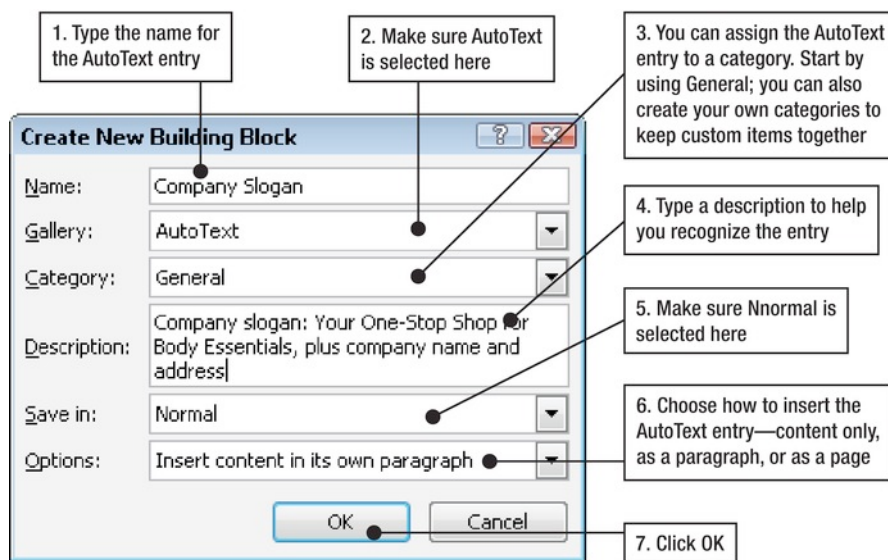 1. Type the name for
the AutoText entry
2. Make sure AutoText
is selected here
3. You can assign the AutoText
entry to a category. Start by
using General; you can also
create your own categories to
keep custom items together
Create New Building Block
Name:
Company Slogan
Gallery:
AutoText
Category:
General
Description:
Company slogan: Your One-Stop Shop for
Body Essentials, plus company name and
address
Save in:
Normal
Options:
Insert content in its own paragraph
OK
Cancel
4. Type a description to help
you recognize the entry
5. Make sure Nnormal is
selected here
6. Choose how to insert the
AutoText entry—content only,
as a paragraph, or as a page
7. Click OK